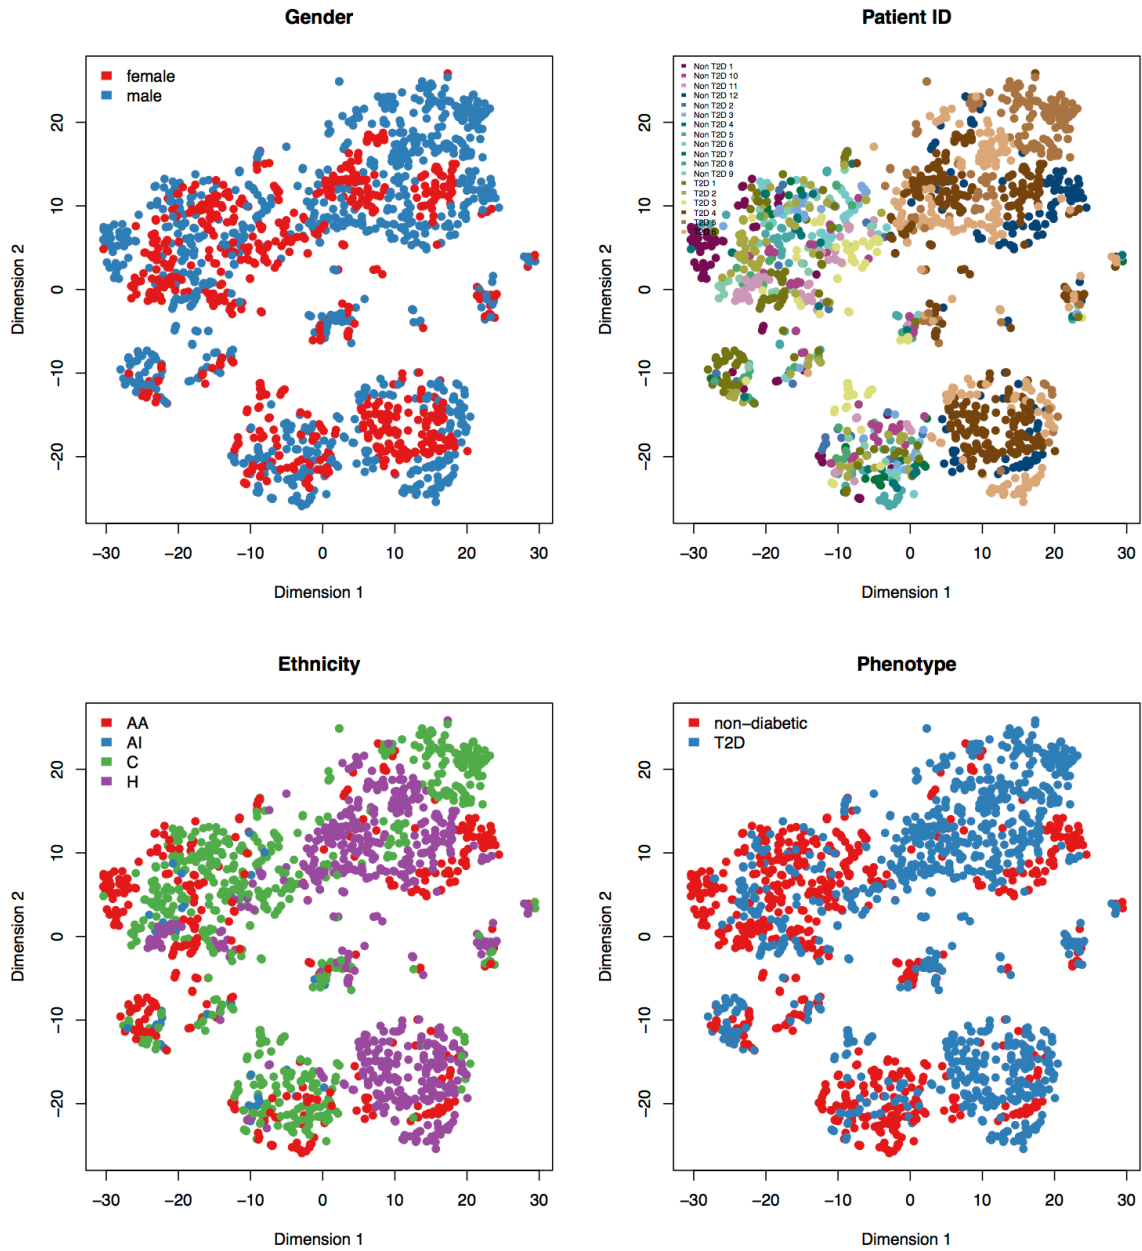 Gender
female
male
20
10
0
−10
−20
Dimension 2
−30 −20 −10 0 10 20 30
Dimension 1
Patient ID
Non T2D 1
Non T2D 10
Non T2D 11
Non T2D 12
Non T2D 2
Non T2D 3
Non T2D 4
Non T2D 5
Non T2D 6
Non T2D 7
Non T2D 8
Non T2D 9
T2D 1
T2D 2
T2D 3
T2D 4
T2D 5
T2D 6
20
10
0
−10
−20
Dimension 2
−30 −20 −10 0 10 20 30
Dimension 1
Ethnicity
AA
AI
C
H
20
10
0
−10
−20
Dimension 2
−30 −20 −10 0 10 20 30
Dimension 1
Phenotype
non−diabetic
T2D
20
10
0
−10
−20
Dimension 2
−30 −20 −10 0 10 20 30
Dimension 1